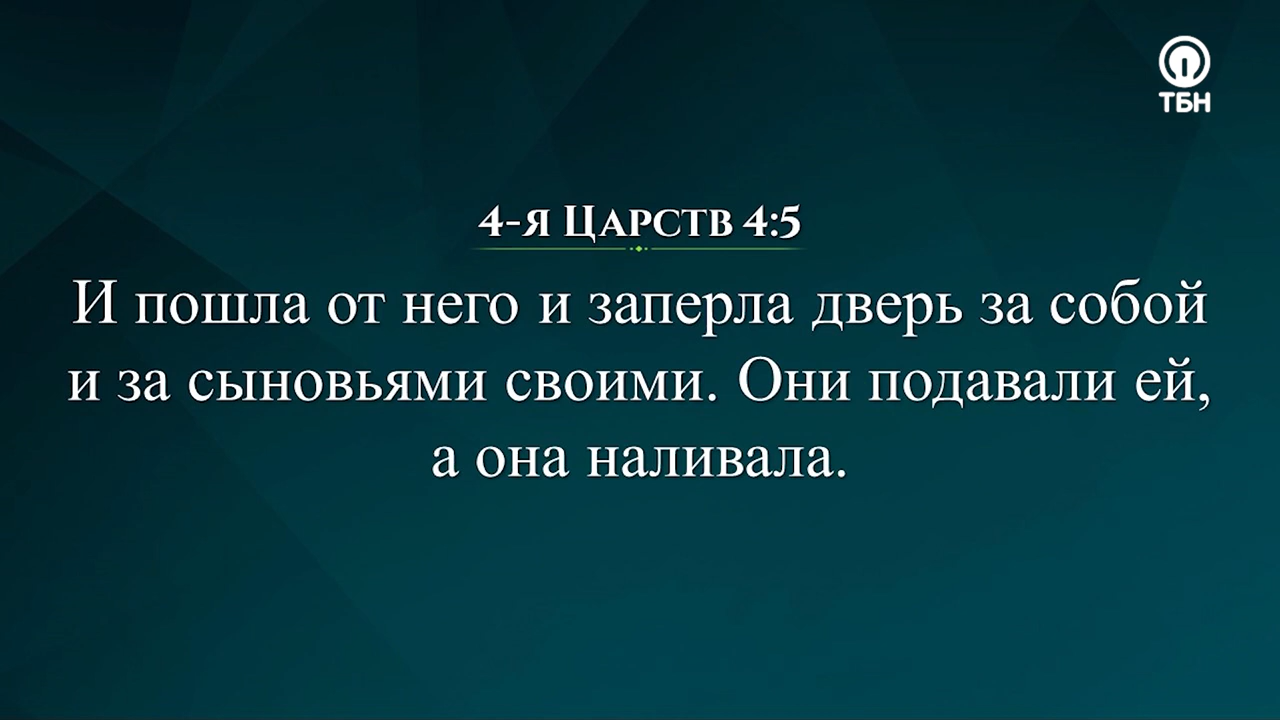 ТБН
4-я Царств 4:5
И пошла от него и заперла дверь за собой
и за сыновьями своими. Они подавали ей,
а она наливала.